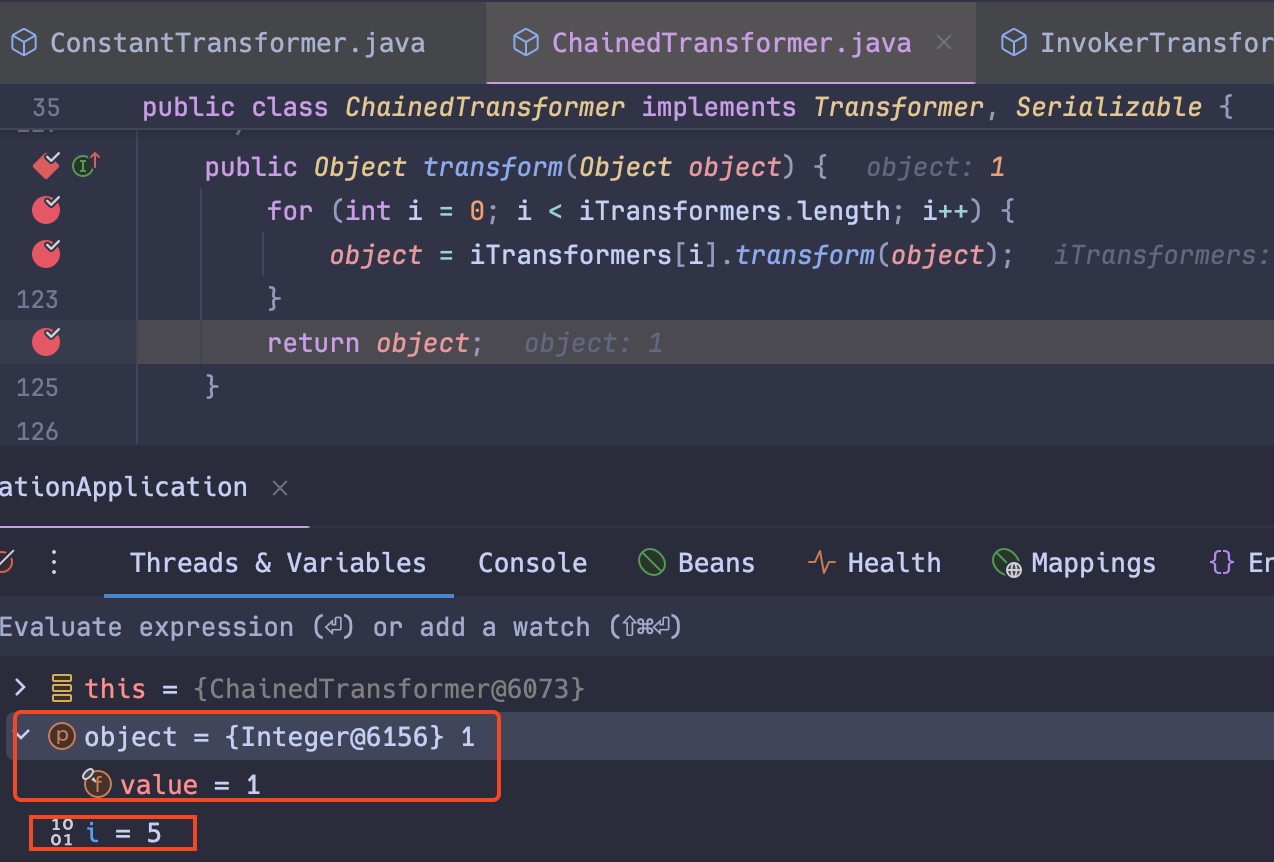 ConstantTransformer.java ChainedTransformer.java InvokerTransfor
35 public class ChainedTransformer implements Transformer, Serializable {
public Object transform(Object object) { object: 1
for (int i = 0; i < iTransformers.length; i++) {
object = iTransformers[i].transform(object); iTransformers:
123 }
return object; object: 1
125 }
126
ationApplication
Threads & Variables Console Beans Health Mappings {} En
Evaluate expression (⏎) or add a watch (⇧⌘⏎)
this = {ChainedTransformer@6073}
p object = {Integer@6156} 1
f value = 1
i = 5